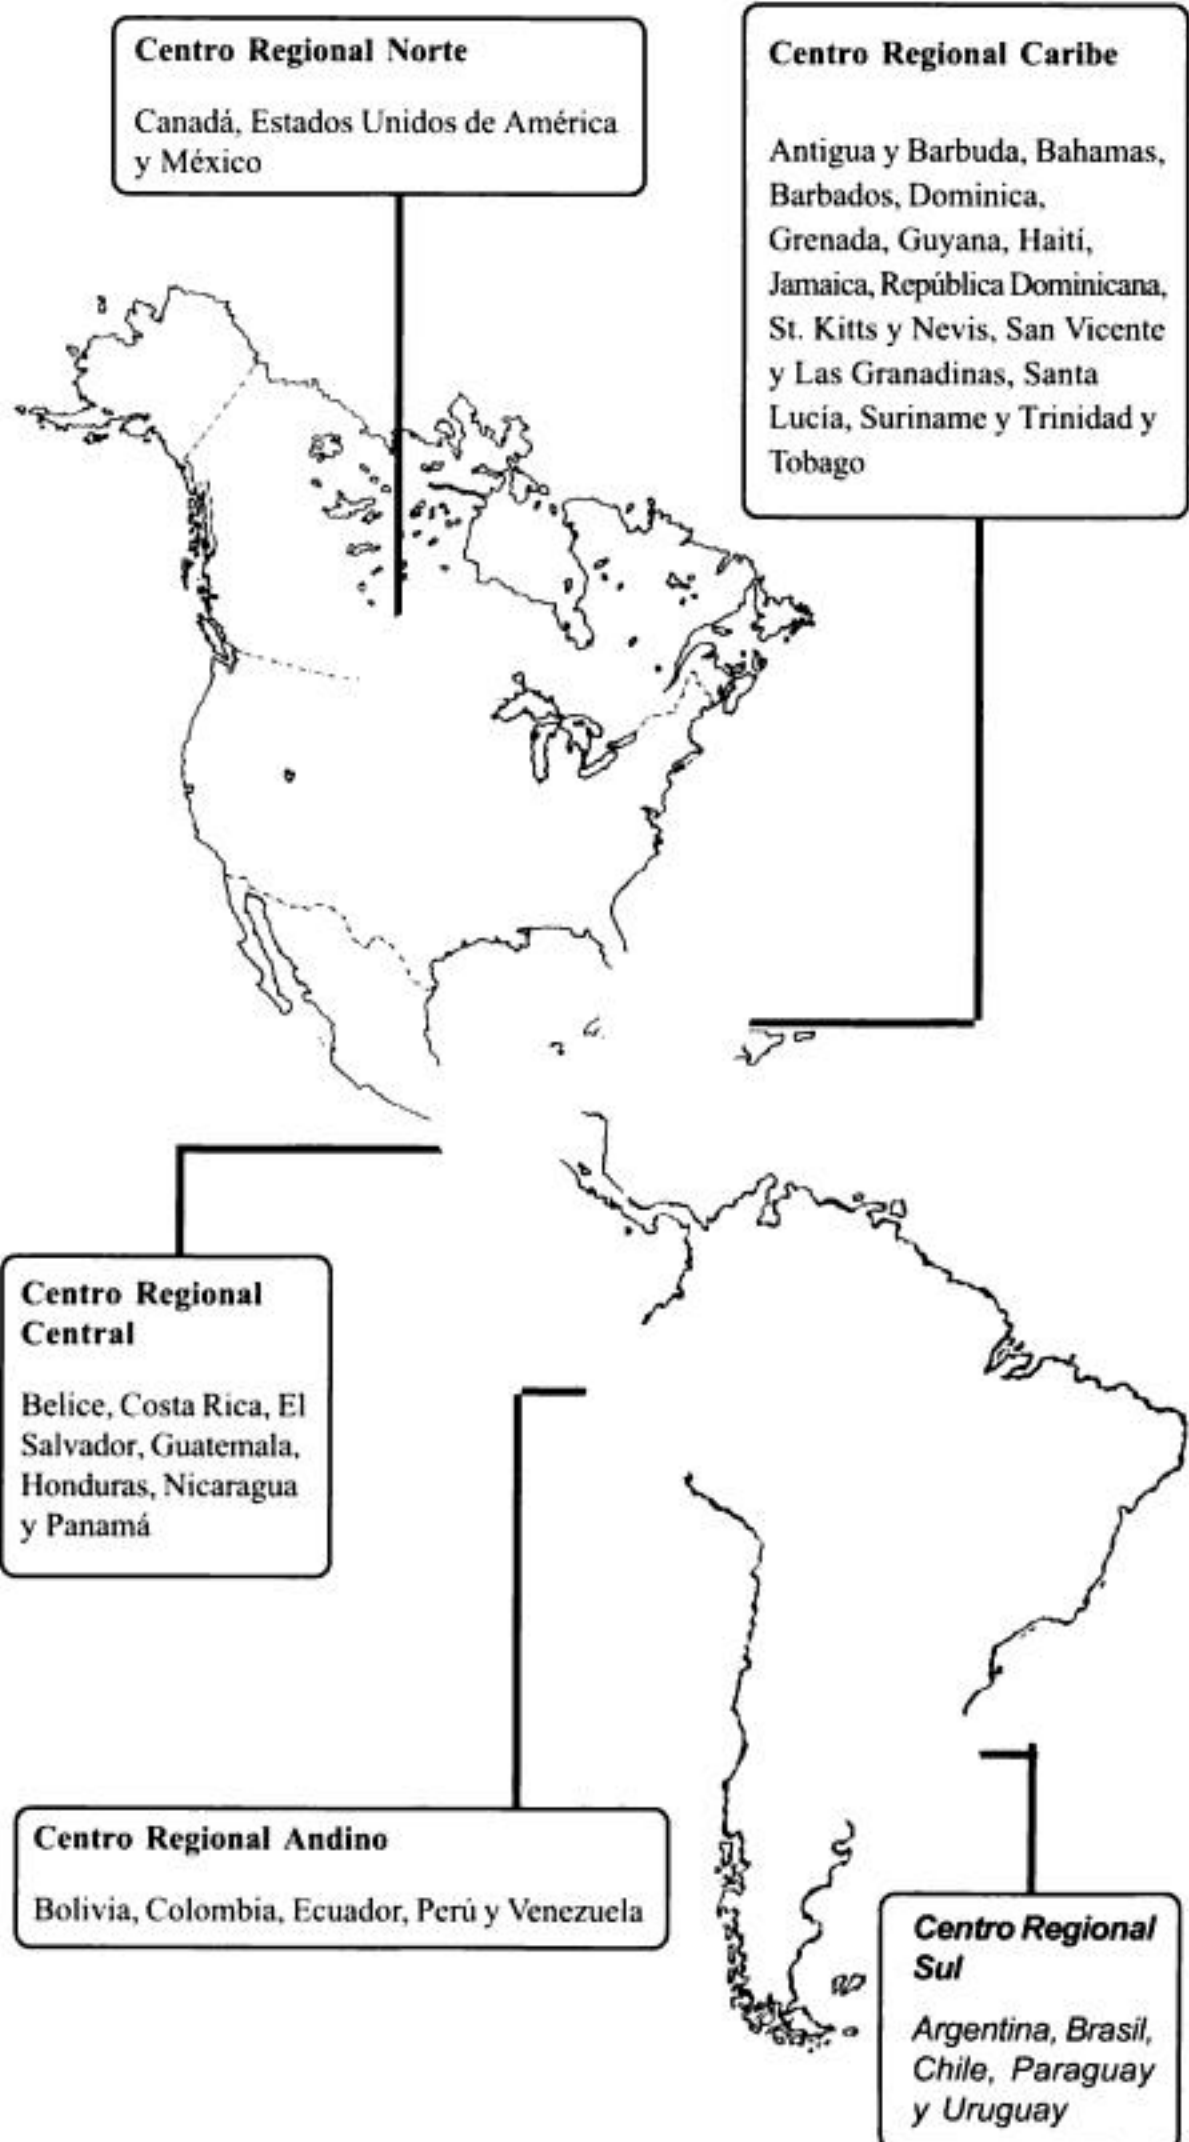 Centro Regional Norte
Canadá, Estados Unidos de América
y México
Centro Regional Caribe
Antigua y Barbuda, Bahamas,
Barbados, Dominica,
Grenada, Guyana, Haití,
Jamaica, República Dominicana,
St. Kitts y Nevis, San Vicente
y Las Granadinas, Santa
Lucía, Suriname y Trinidad y
Tobago
Centro Regional
Central
Belice, Costa Rica, El
Salvador, Guatemala,
Honduras, Nicaragua
y Panamá
Centro Regional Andino
Bolivia, Colombia, Ecuador, Perú y Venezuela
Centro Regional
Sul
Argentina, Brasil,
Chile, Paraguay
y Uruguay